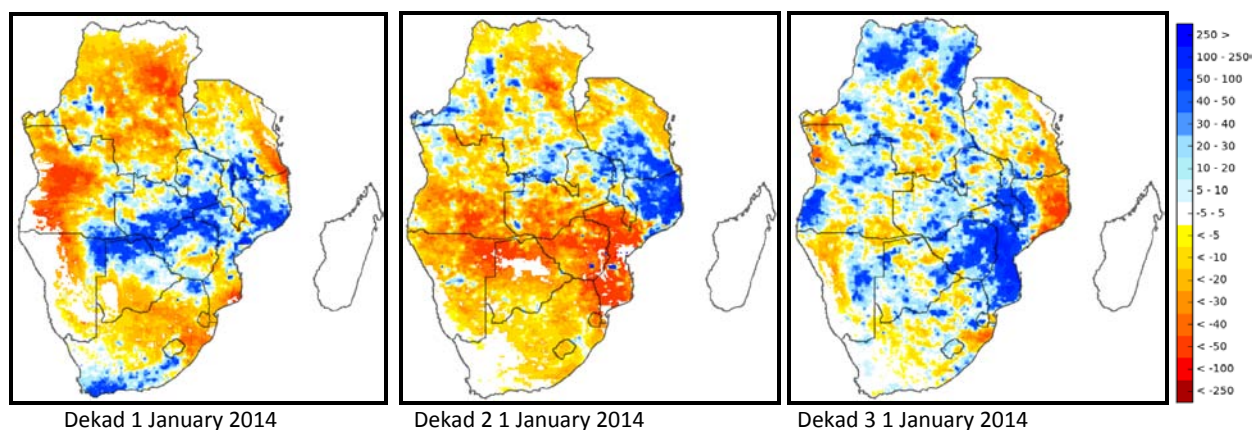 250 >
100 - 250
50 - 100
40 - 50
30 - 40
20 - 30
10 - 20
5 - 10
-5 - 5
< -5
< -10
< -20
< -30
< -40
< -50
< -100
< -250
Dekad 1 January 2014
Dekad 2 1 January 2014
Dekad 3 1 January 2014